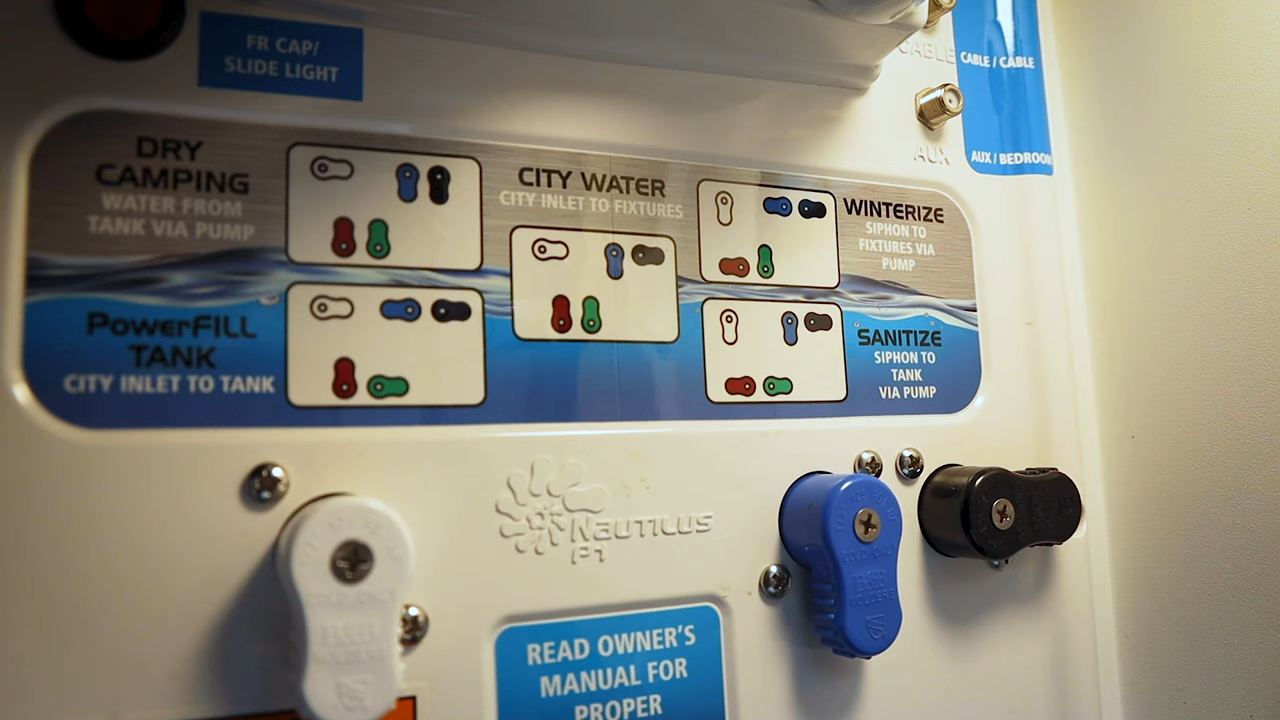 FR CAP/
SLIDE LIGHT
CABLE
CABLE / CABLE
AUX
AUX / BEDROOM
DRY
CAMPING
WATER FROM
TANK VIA PUMP
CITY WATER
CITY INLET TO FIXTURES
WINTERIZE
SIPHON TO
FIXTURES VIA
PUMP
PowerFILL
TANK
CITY INLET TO TANK
SANITIZE
SIPHON TO
TANK
VIA PUMP
NAUTILUS
P1
READ OWNER'S
MANUAL FOR
PROPER
COLD ONLY